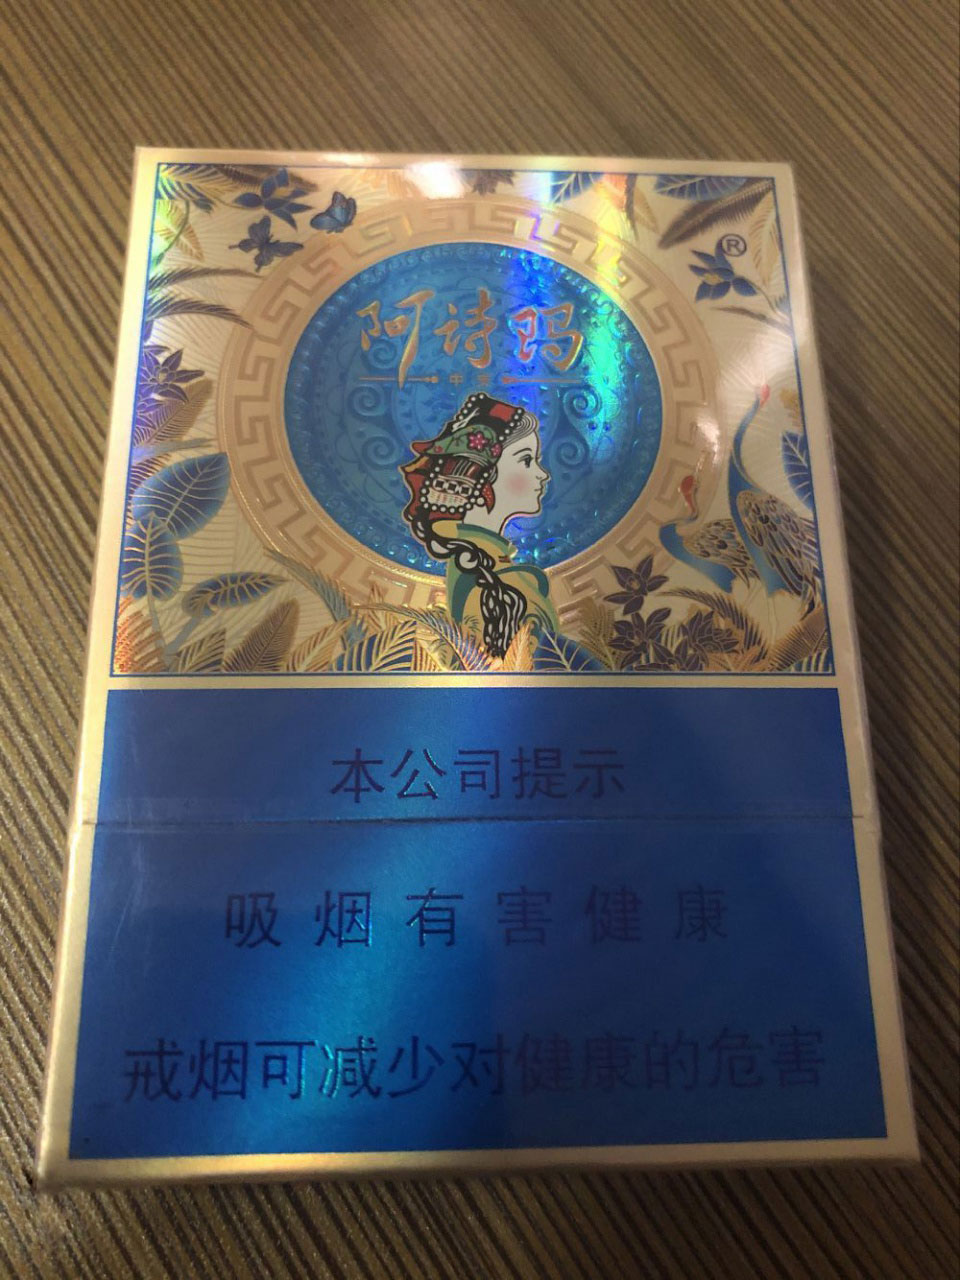 ®
阿诗玛
本公司提示
吸烟有害健康
戒烟可减少对健康的危害